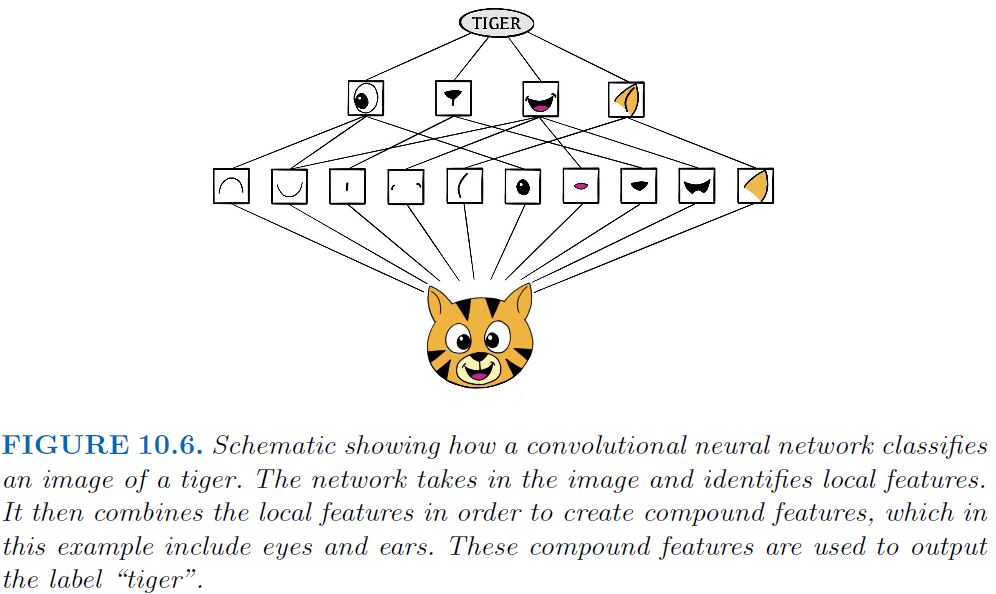 TIGER
FIGURE 10.6. Schematic showing how a convolutional neural network classifies
an image of a tiger. The network takes in the image and identifies local features.
It then combines the local features in order to create compound features, which in
this example include eyes and ears. These compound features are used to output
the label “tiger”.